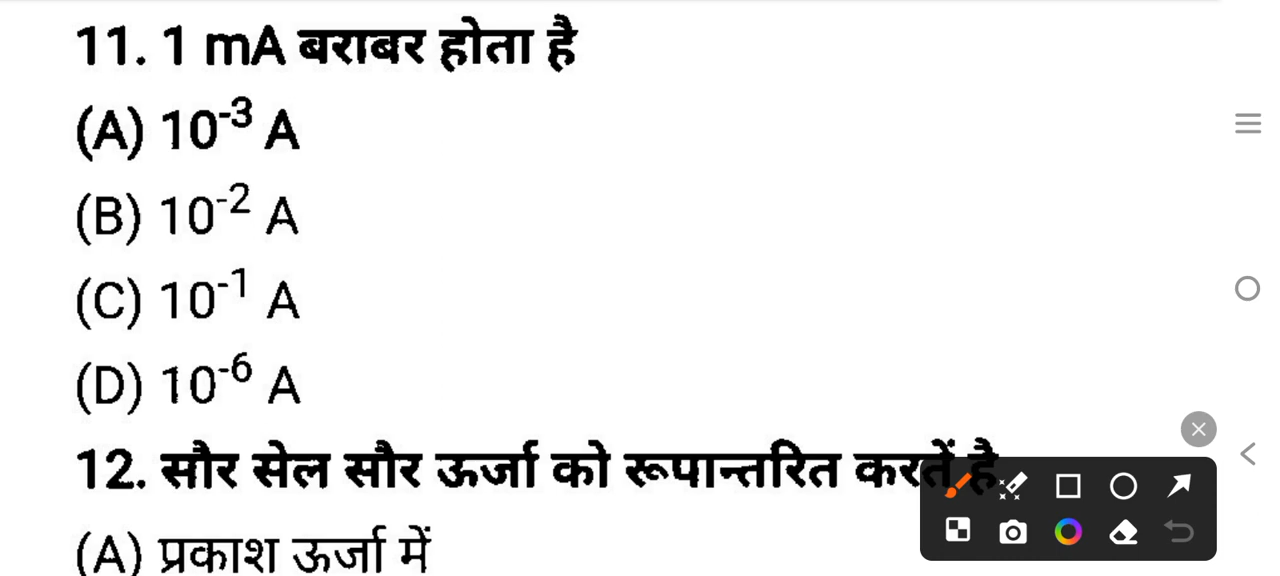 11. 1 mA बराबर होता है
(A) 10⁻³ A
(B) 10⁻² A
(C) 10⁻¹ A
(D) 10⁻⁶ A
12. सौर सेल सौर ऊर्जा को रूपान्तरित करतें है
(A) प्रकाश ऊर्जा में